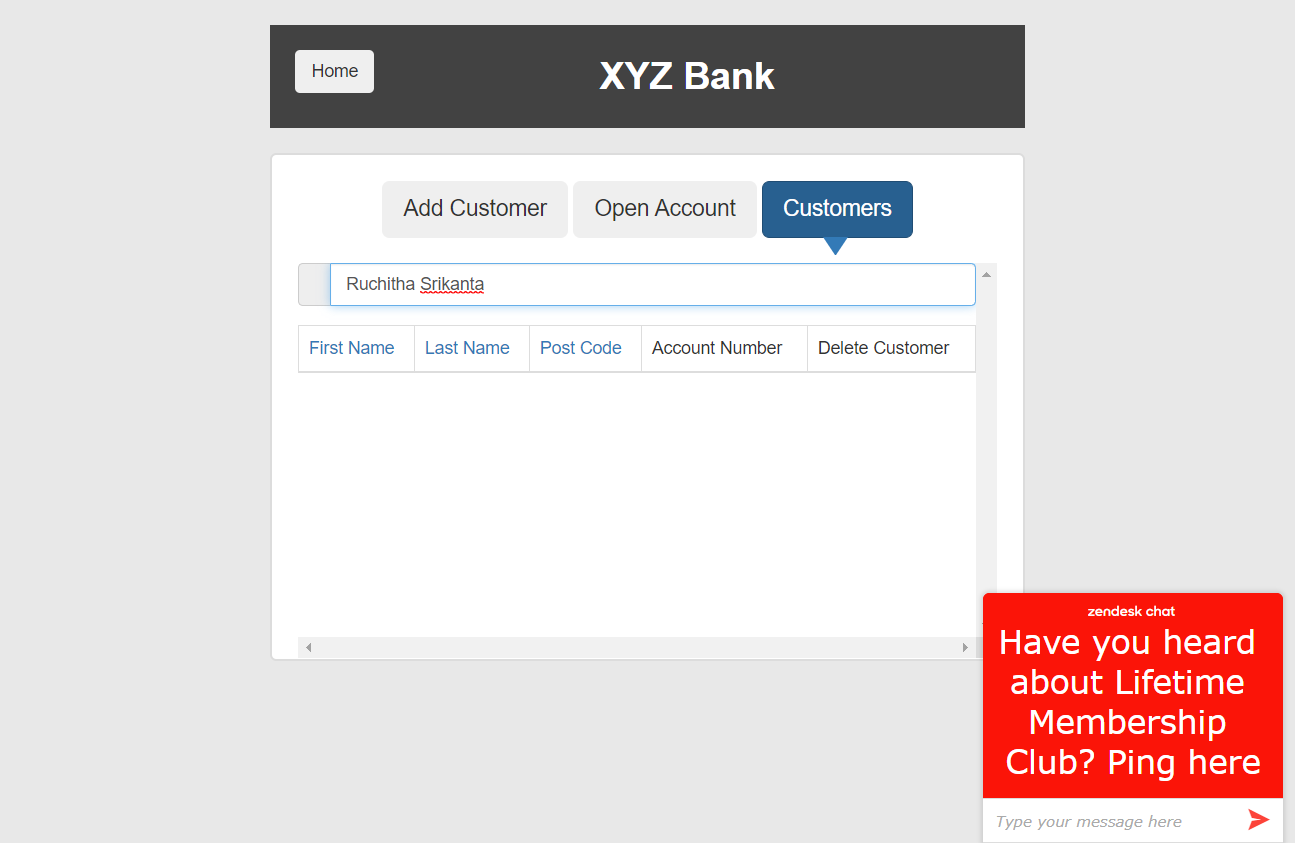 Home
XYZ Bank
Add Customer
Open Account
Customers
Ruchitha Srikanta
First Name
Last Name
Post Code
Account Number
Delete Customer
zendesk chat
Have you heard
about Lifetime
Membership
Club? Ping here
Type your message here